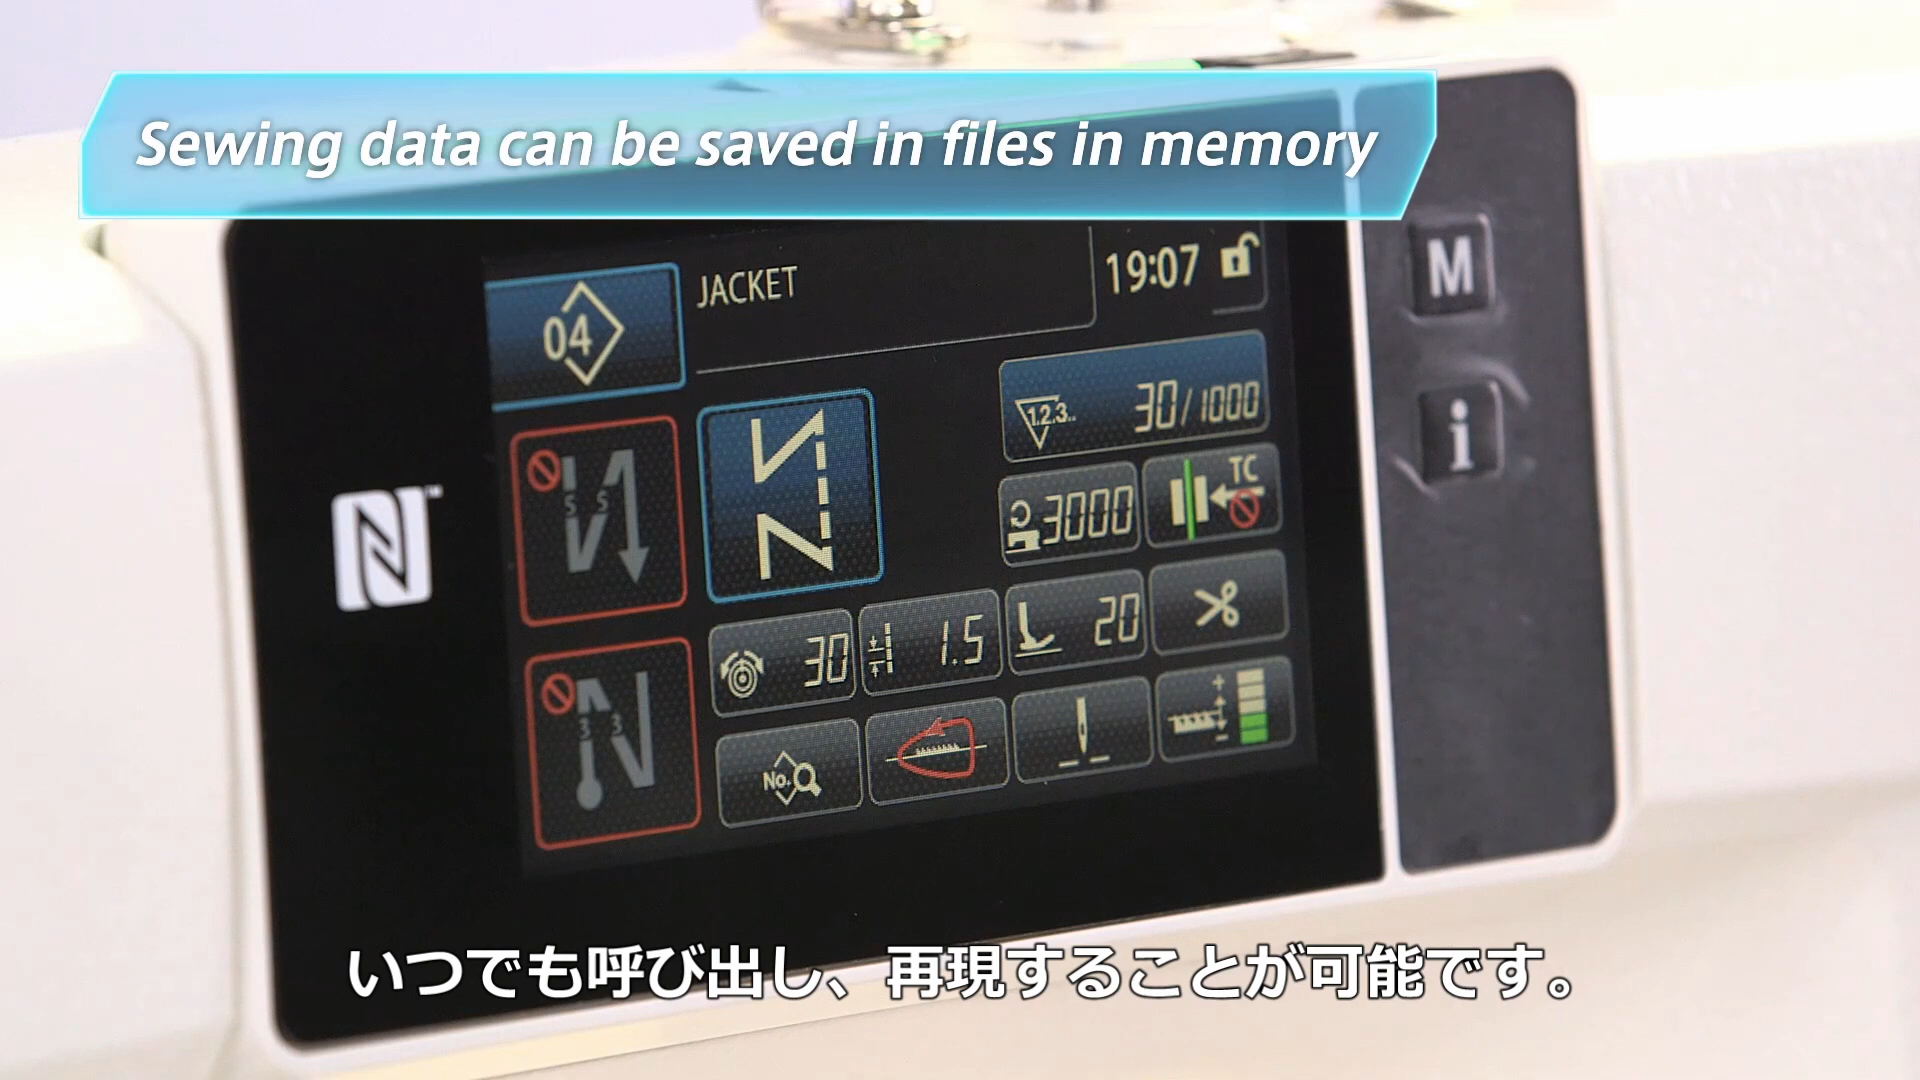 Sewing data can be saved in files in memory
04
JACKET
19:07
M
1.2.3..
30/1000
i
S S
3000
TC
30
1.5
20
3 3
No.
いつでも呼び出し、再現することが可能です。